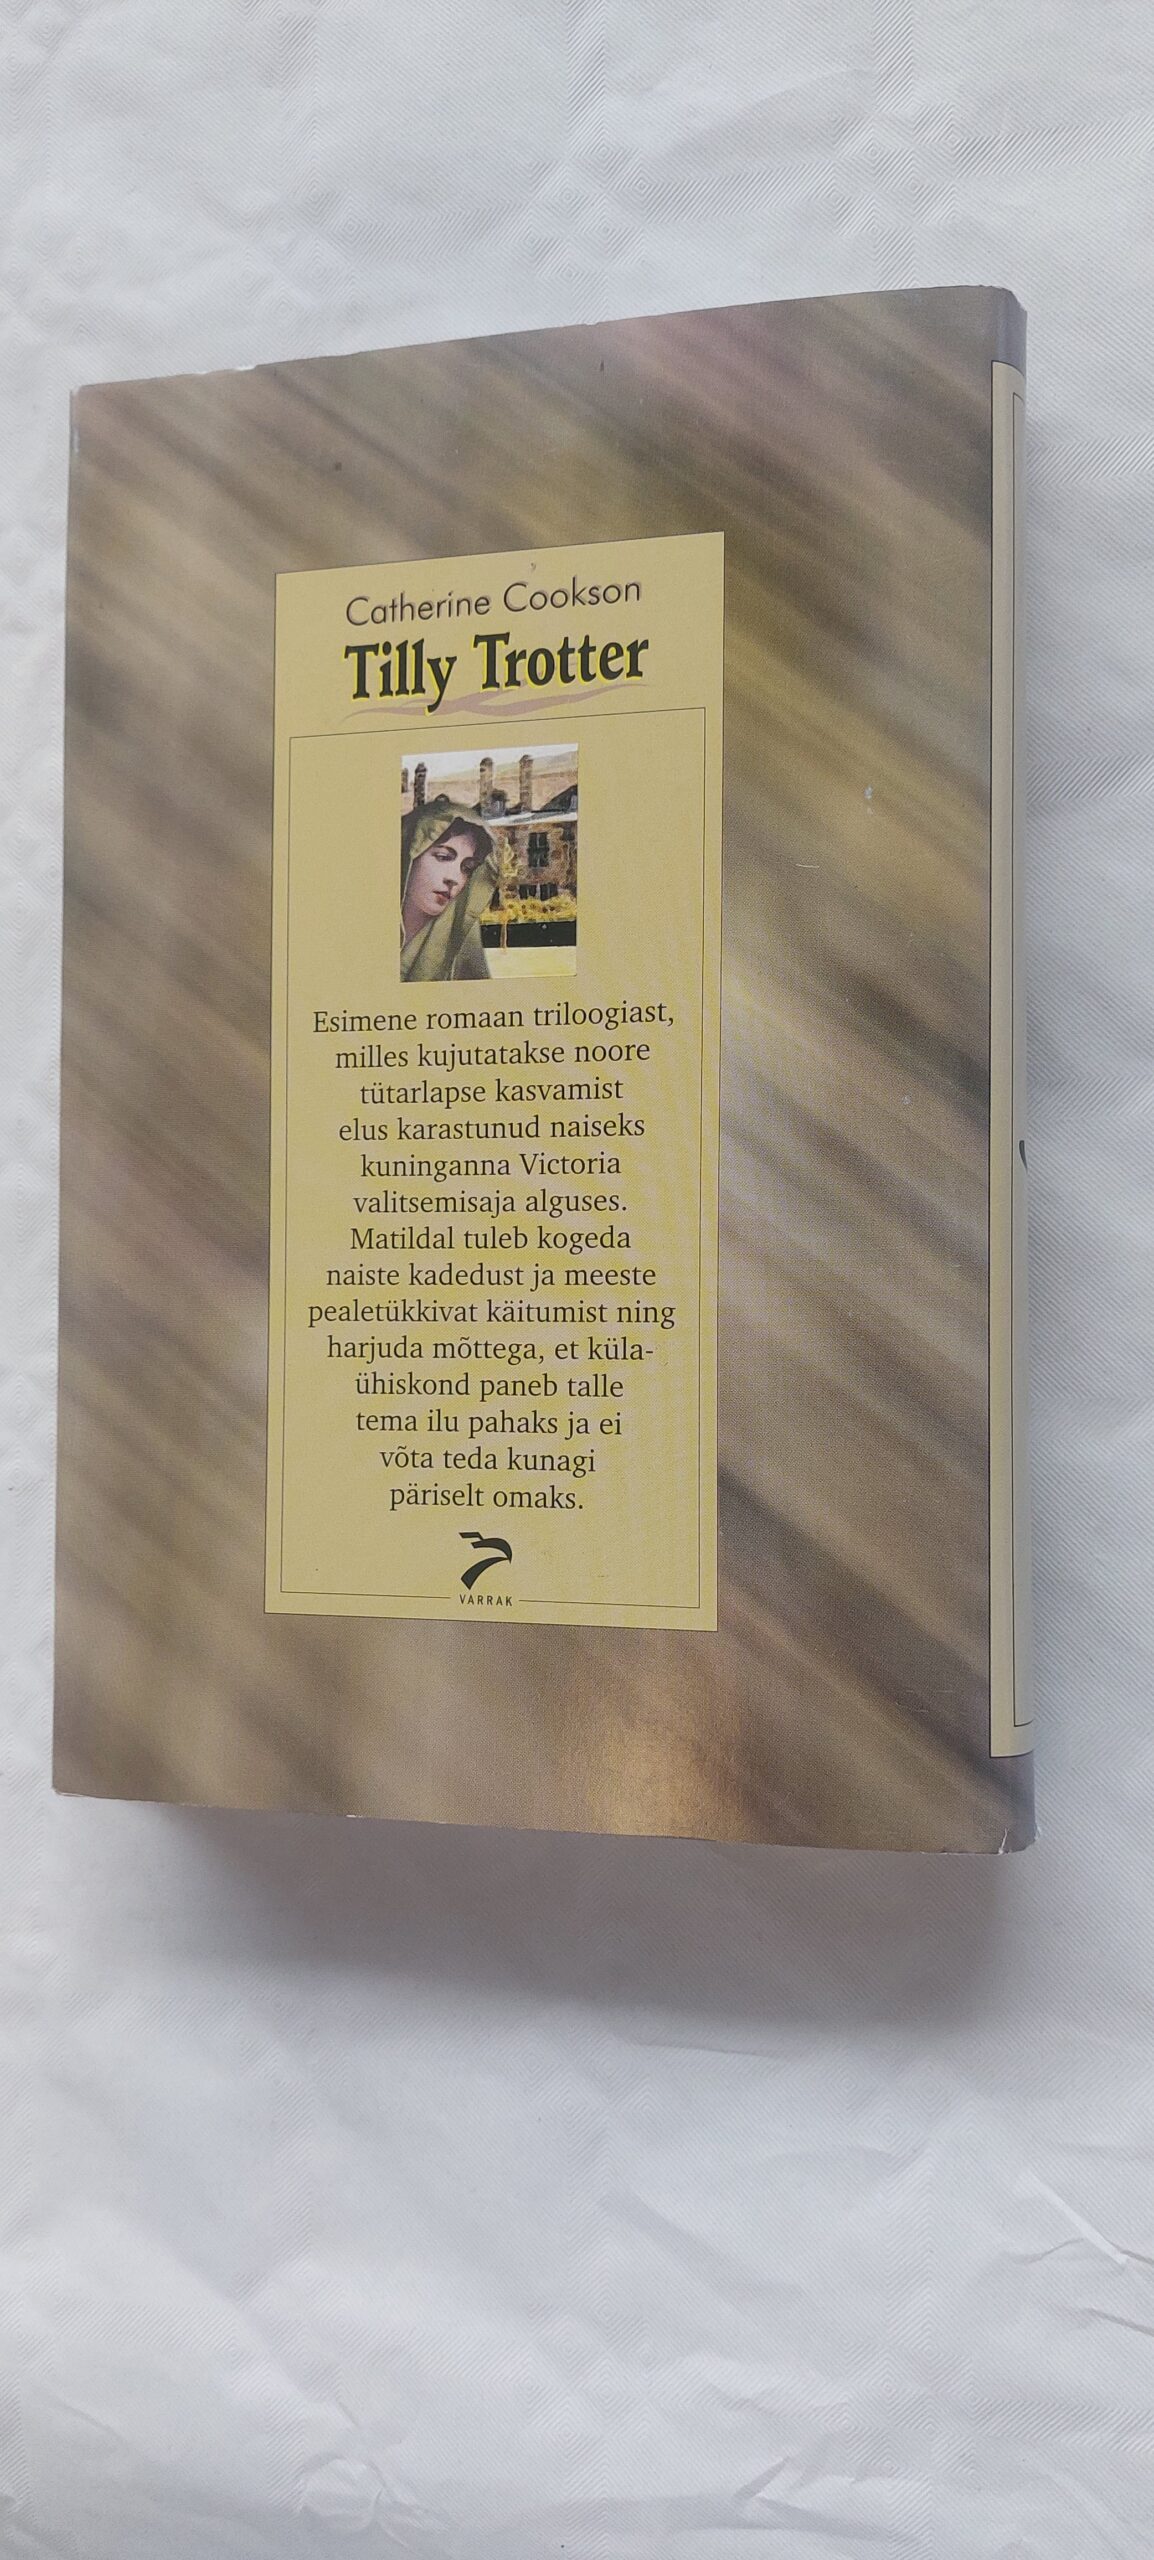 Catherine Cookson
Tilly Trotter
Esimene romaan triloogiast,
milles kujutatakse noore
tütarlapse kasvamist
elus karastunud naiseks
kuninganna Victoria
valitsemisaja alguses.
Matildal tuleb kogeda
naiste kadedust ja meeste
pealetükkivat käitumist ning
harjuda mõttega, et küla-
ühiskond paneb talle
tema ilu pahaks ja ei
võta teda kunagi
päriselt omaks.
VARRAK